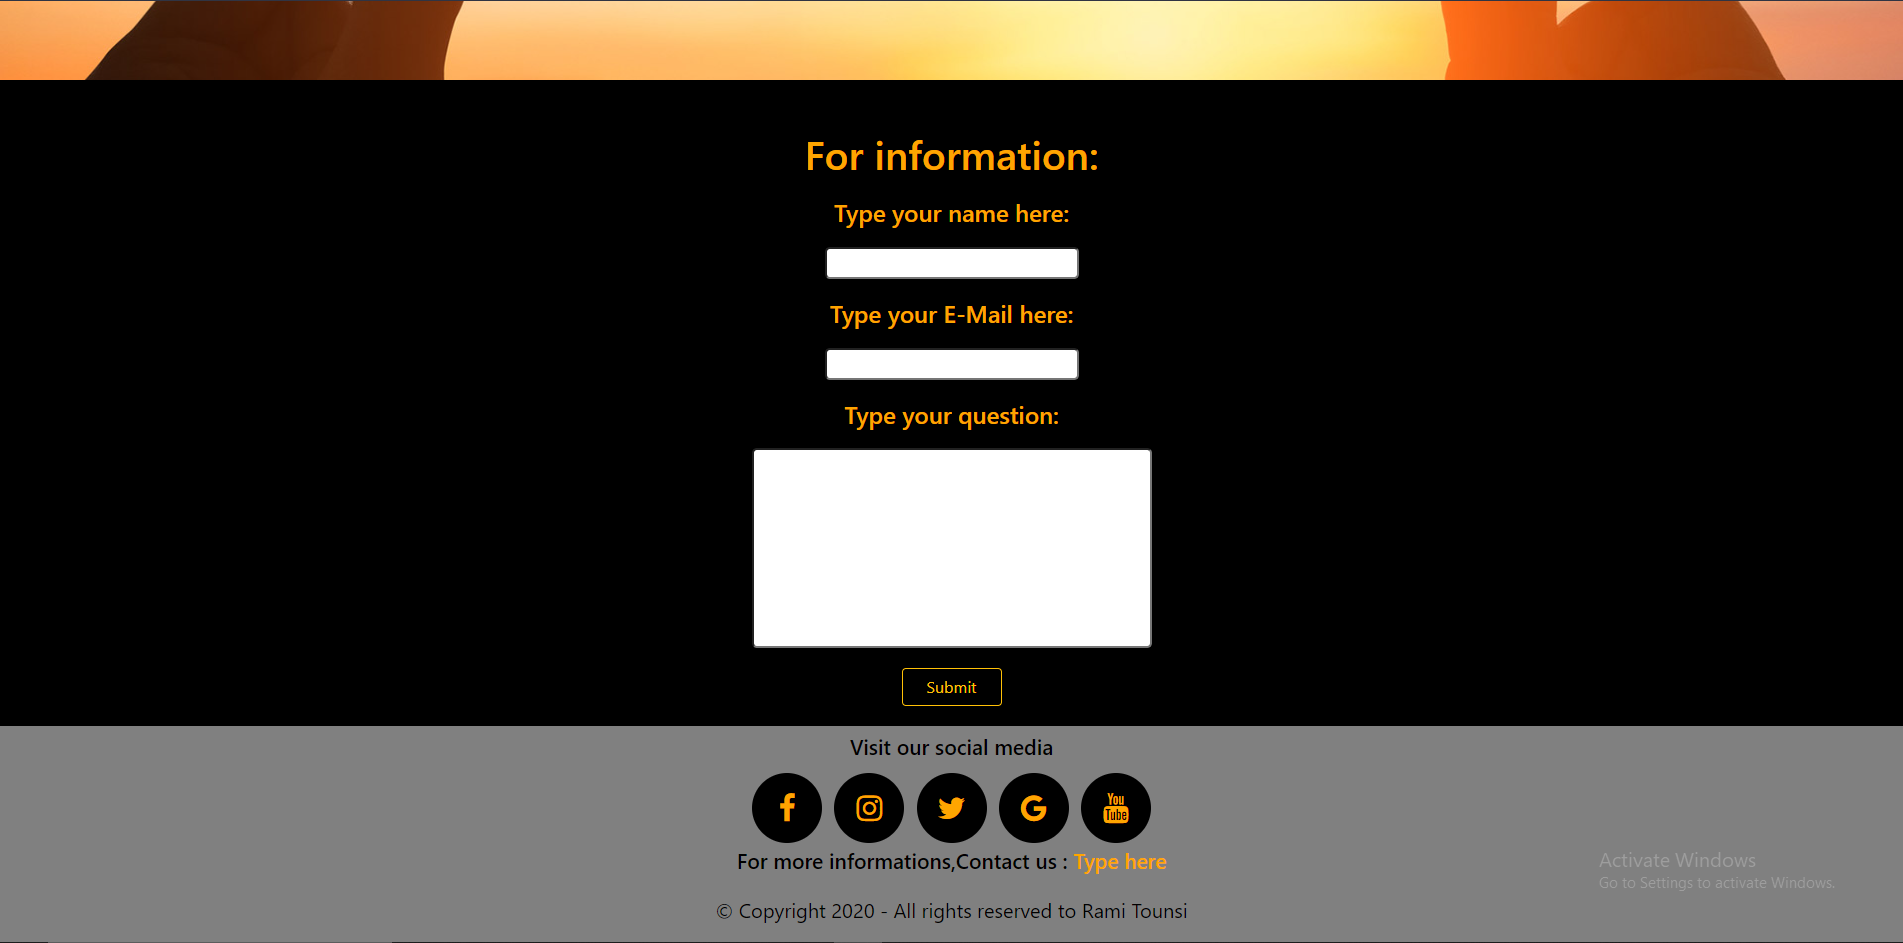 For information:
Type your name here:
Type your E-Mail here:
Type your question:
Submit
Visit our social media
You
Tube
For more informations,Contact us : Type here
Activate Windows
Go to Settings to activate Windows.
© Copyright 2020 - All rights reserved to Rami Tounsi